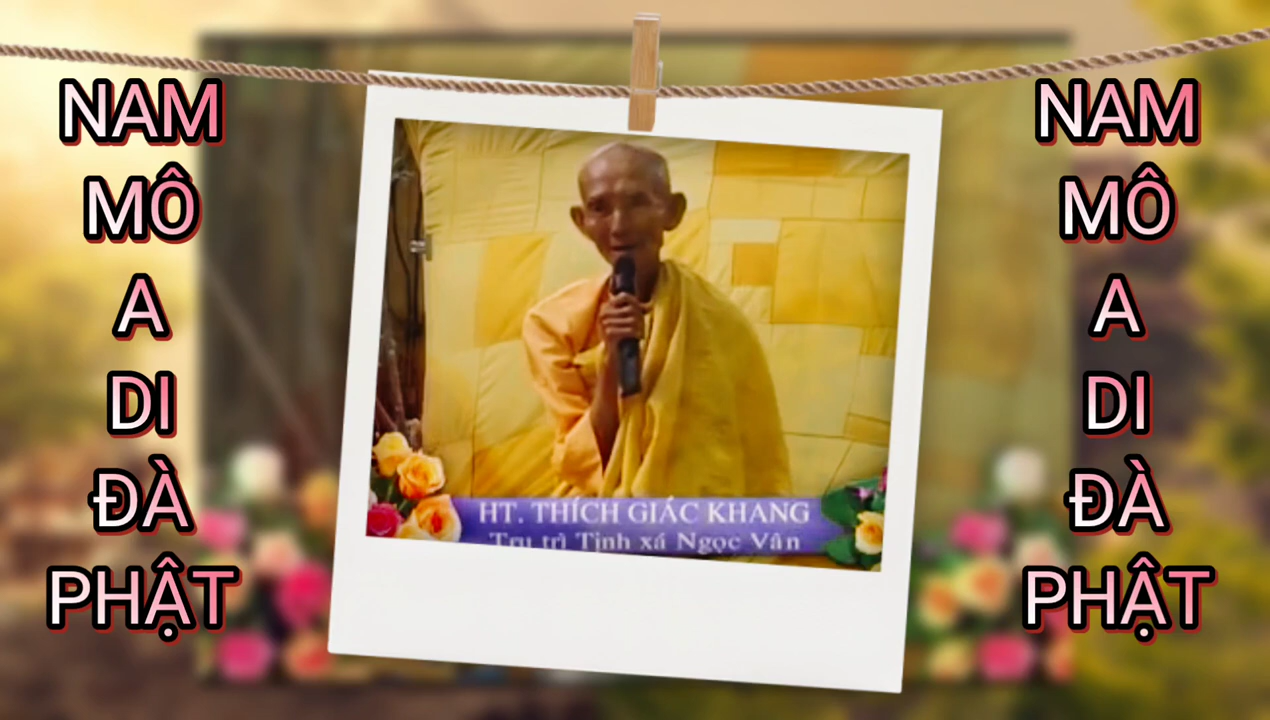 NAM
MÔ
A
DI
ĐÀ
PHẬT
HT. THÍCH GIÁC KHANG
Trụ trì Tịnh xá Ngọc Vân
NAM
MÔ
A
DI
ĐÀ
PHẬT